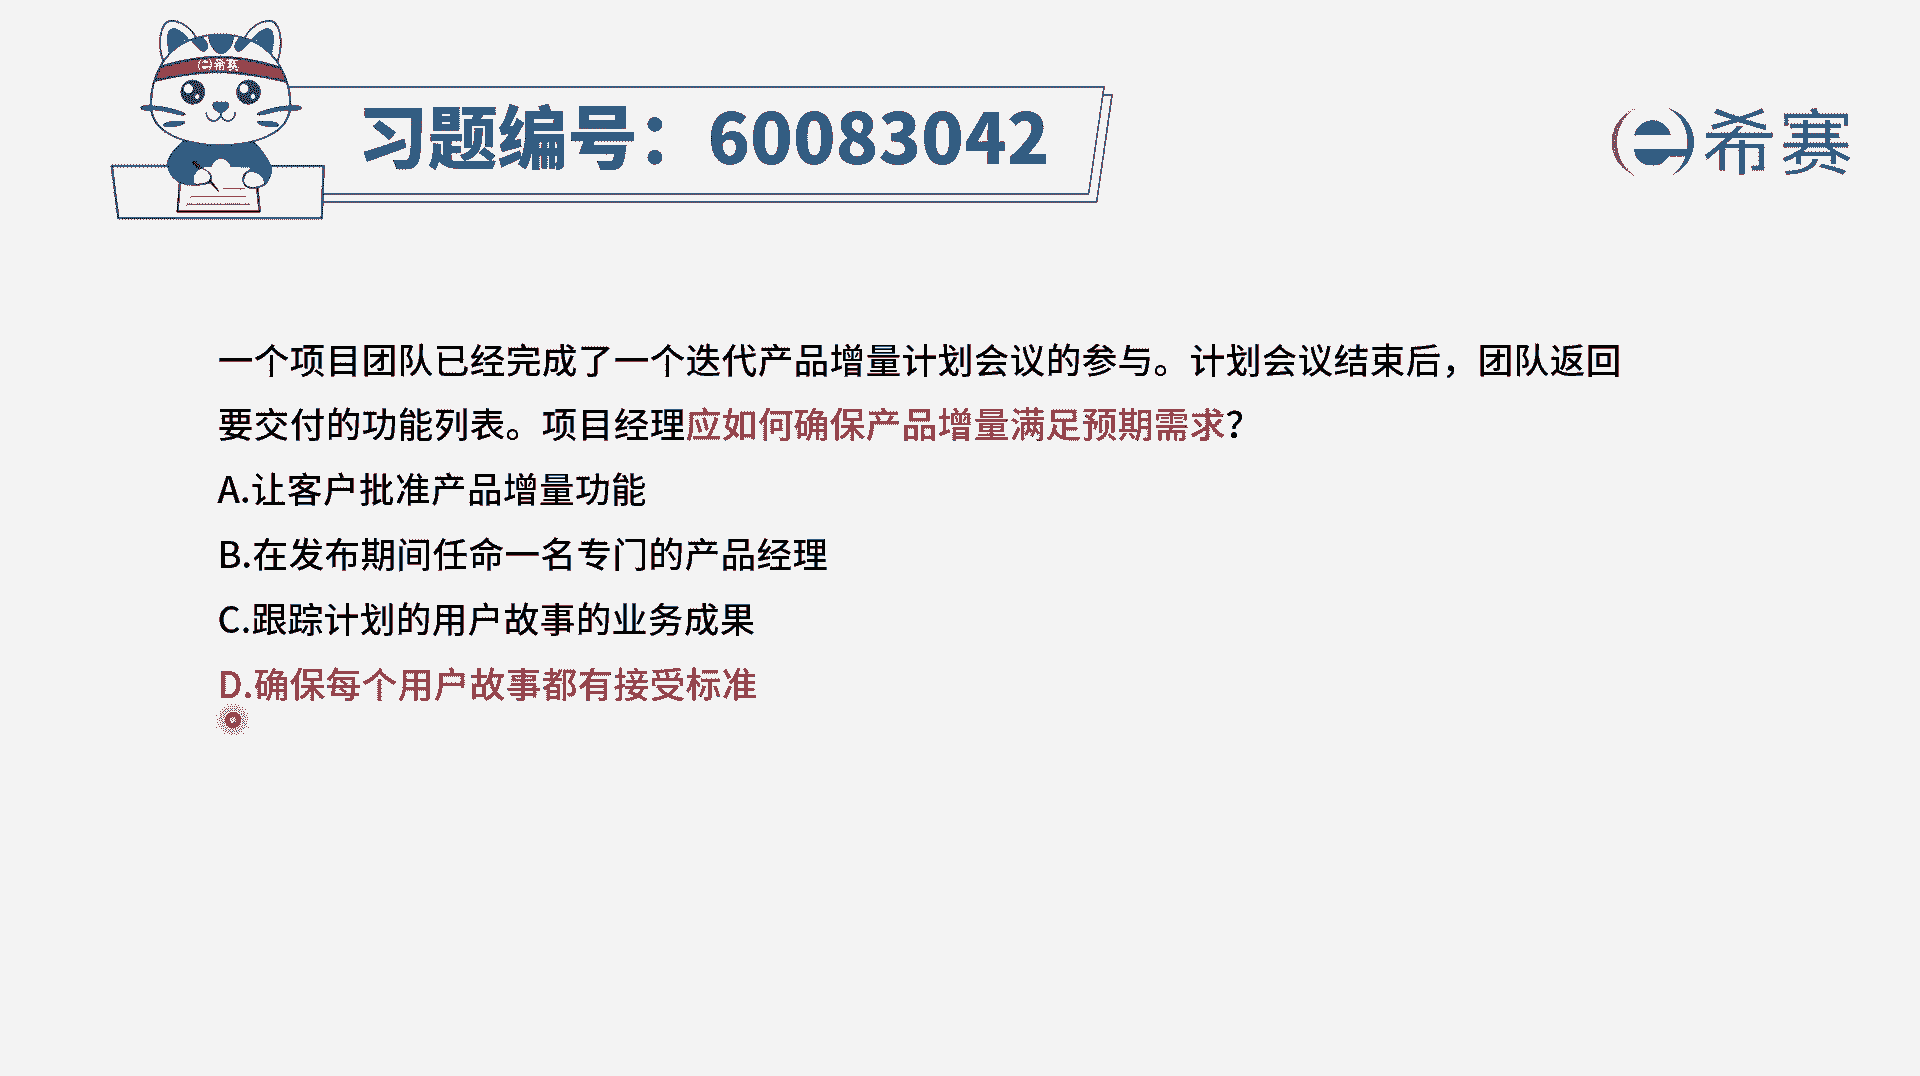 希赛
习题编号：60083042
希赛
一个项目团队已经完成了一个迭代产品增量计划会议的参与。计划会议结束后，团队返回
要交付的功能列表。项目经理应如何确保产品增量满足预期需求？
A.让客户批准产品增量功能
B.在发布期间任命一名专门的产品经理
C.跟踪计划的用户故事的业务成果
D.确保每个用户故事都有接受标准